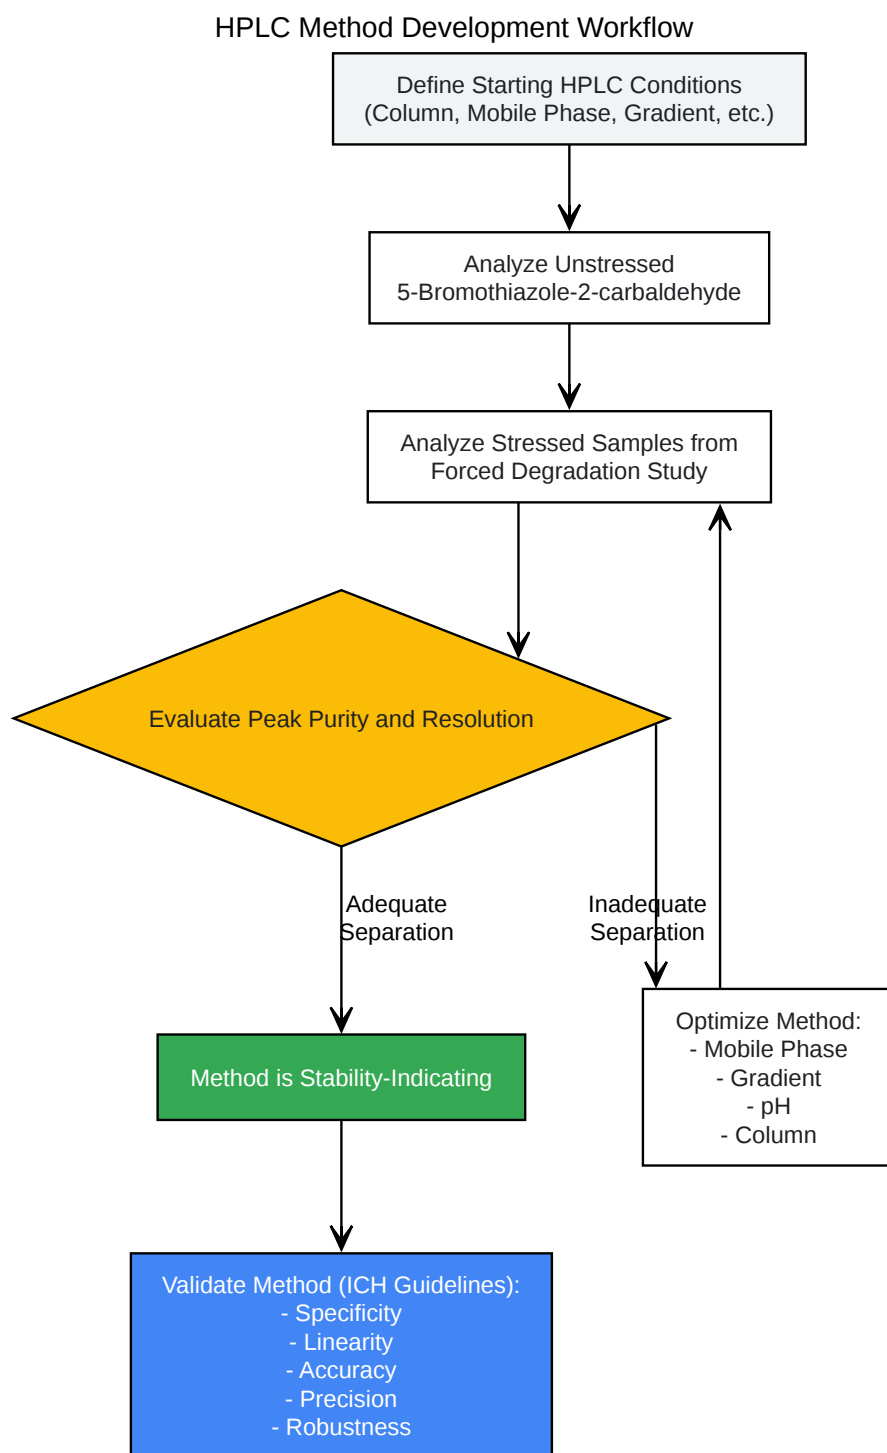 HPLC Method Development Workflow
Define Starting HPLC Conditions
(Column, Mobile Phase, Gradient, etc.)
Analyze Unstressed
5-Bromothiazole-2-carbaldehyde
Analyze Stressed Samples from
Forced Degradation Study
Evaluate Peak Purity and Resolution
Adequate
Separation
Inadequate
Separation
Optimize Method:
- Mobile Phase
- Gradient
- pH
- Column
Method is Stability-Indicating
Validate Method (ICH Guidelines):
- Specificity
- Linearity
- Accuracy
- Precision
- Robustness